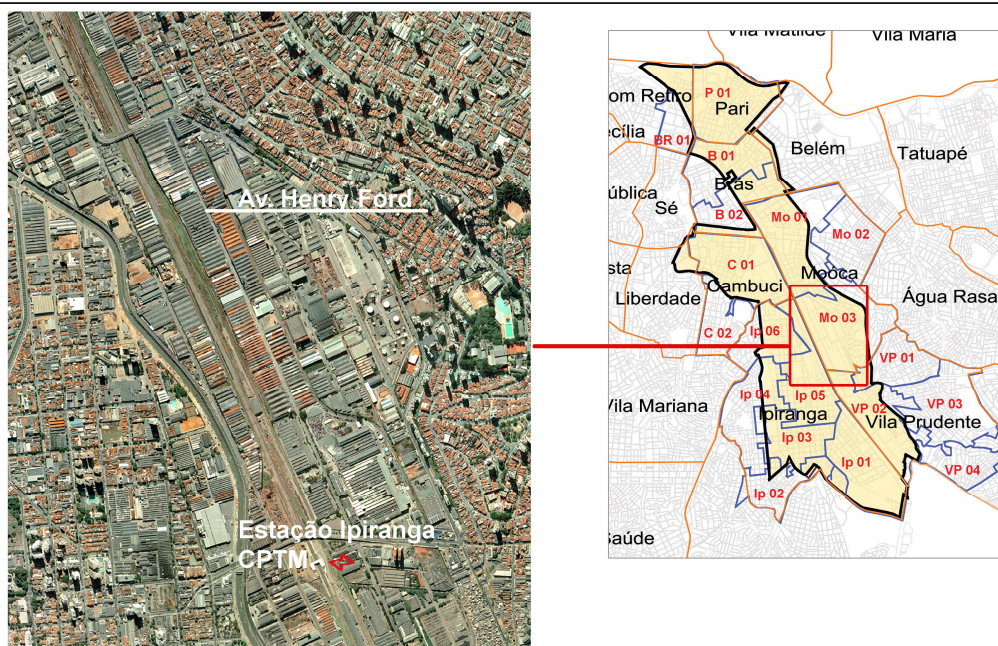 Av. Henry Ford
Estação Ipiranga
CPTM
Vila Matilde
Vila Maria
P 01
om Retiro
Pari
ecília
BR 01
B 01
Belém
Tatuapé
Brás
ública
Sé
B 02
Mo 01
Mo 02
C 01
Moóca
sta
Cambuci
Liberdade
Água Rasa
Mo 03
C 02
Ip 06
VP 01
Ip 04
Ip 05
VP 03
Vila Mariana
Ipiranga
VP 02
Vila Prudente
Ip 03
Ip 01
VP 04
Ip 02
Saúde